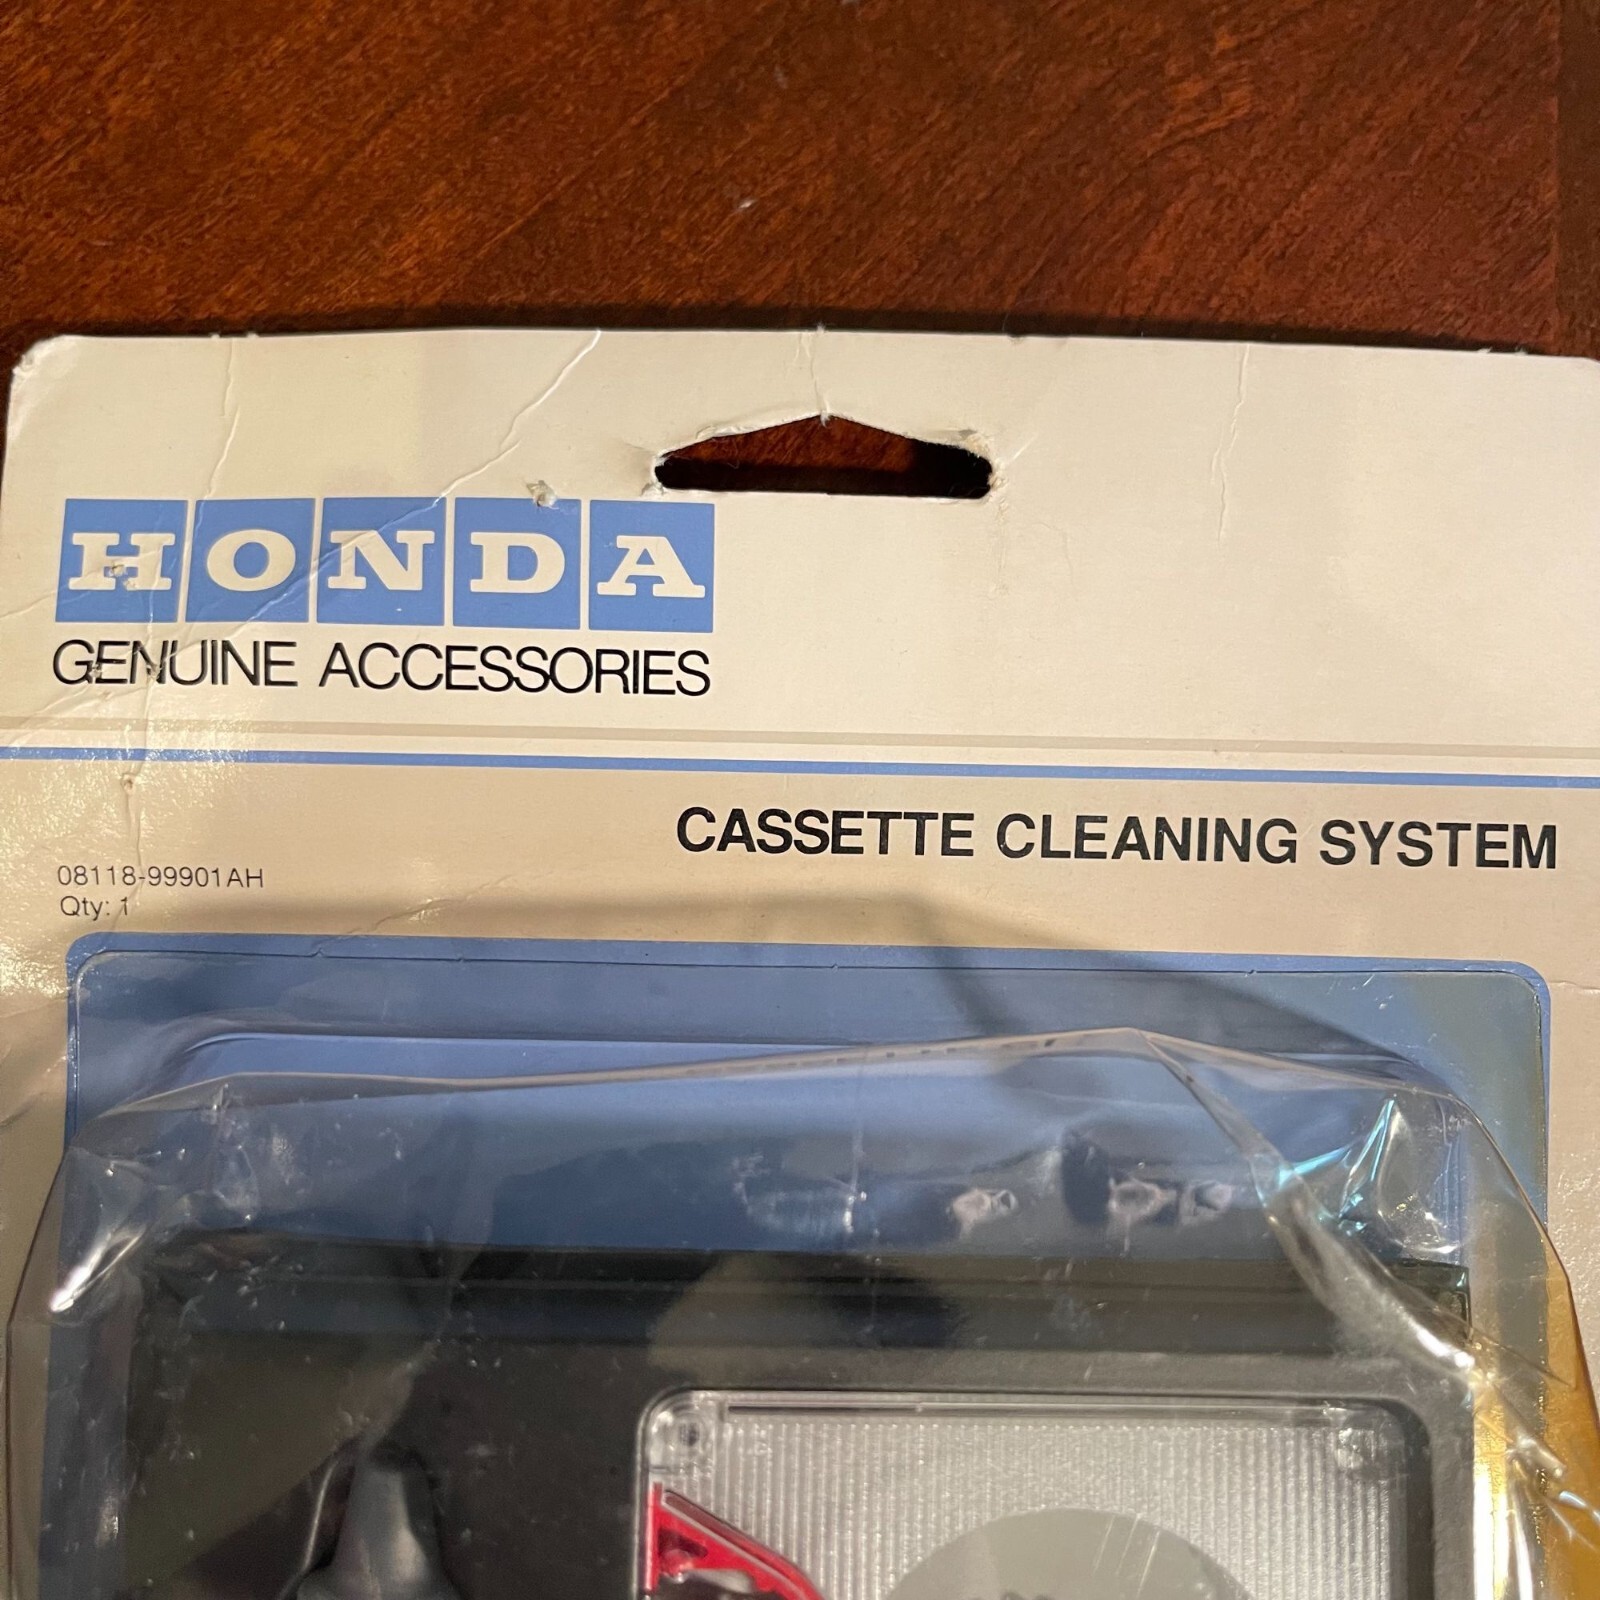 HONDA
GENUINE ACCESSORIES
CASSETTE CLEANING SYSTEM
08118-99901AH
Qty: 1